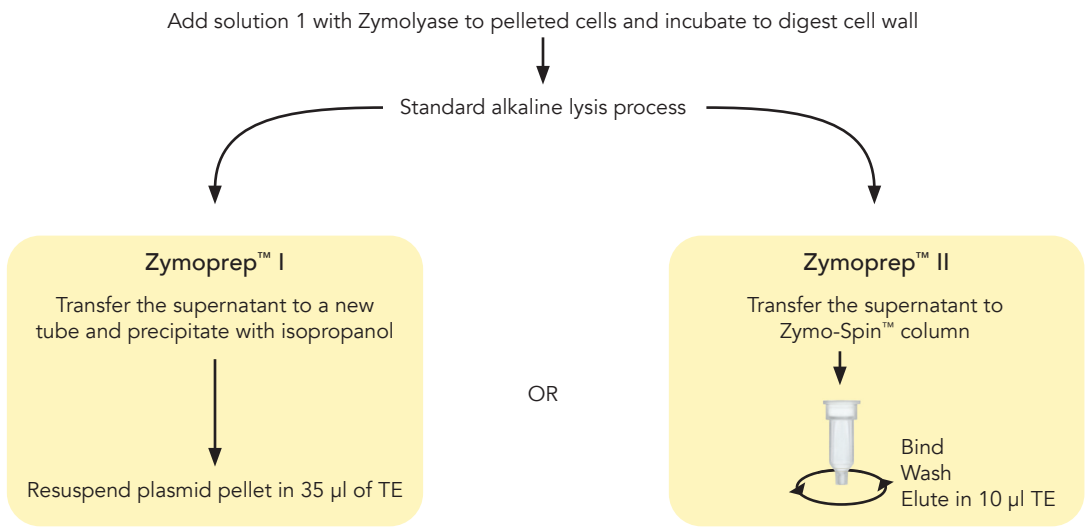 Add solution 1 with Zymolyase to pelleted cells and incubate to digest cell wall
Standard alkaline lysis process
Zymoprep™ I
Transfer the supernatant to a new
tube and precipitate with isopropanol
Resuspend plasmid pellet in 35 µl of TE
OR
Zymoprep™ II
Transfer the supernatant to
Zymo-Spin™ column
Bind
Wash
Elute in 10 µl TE